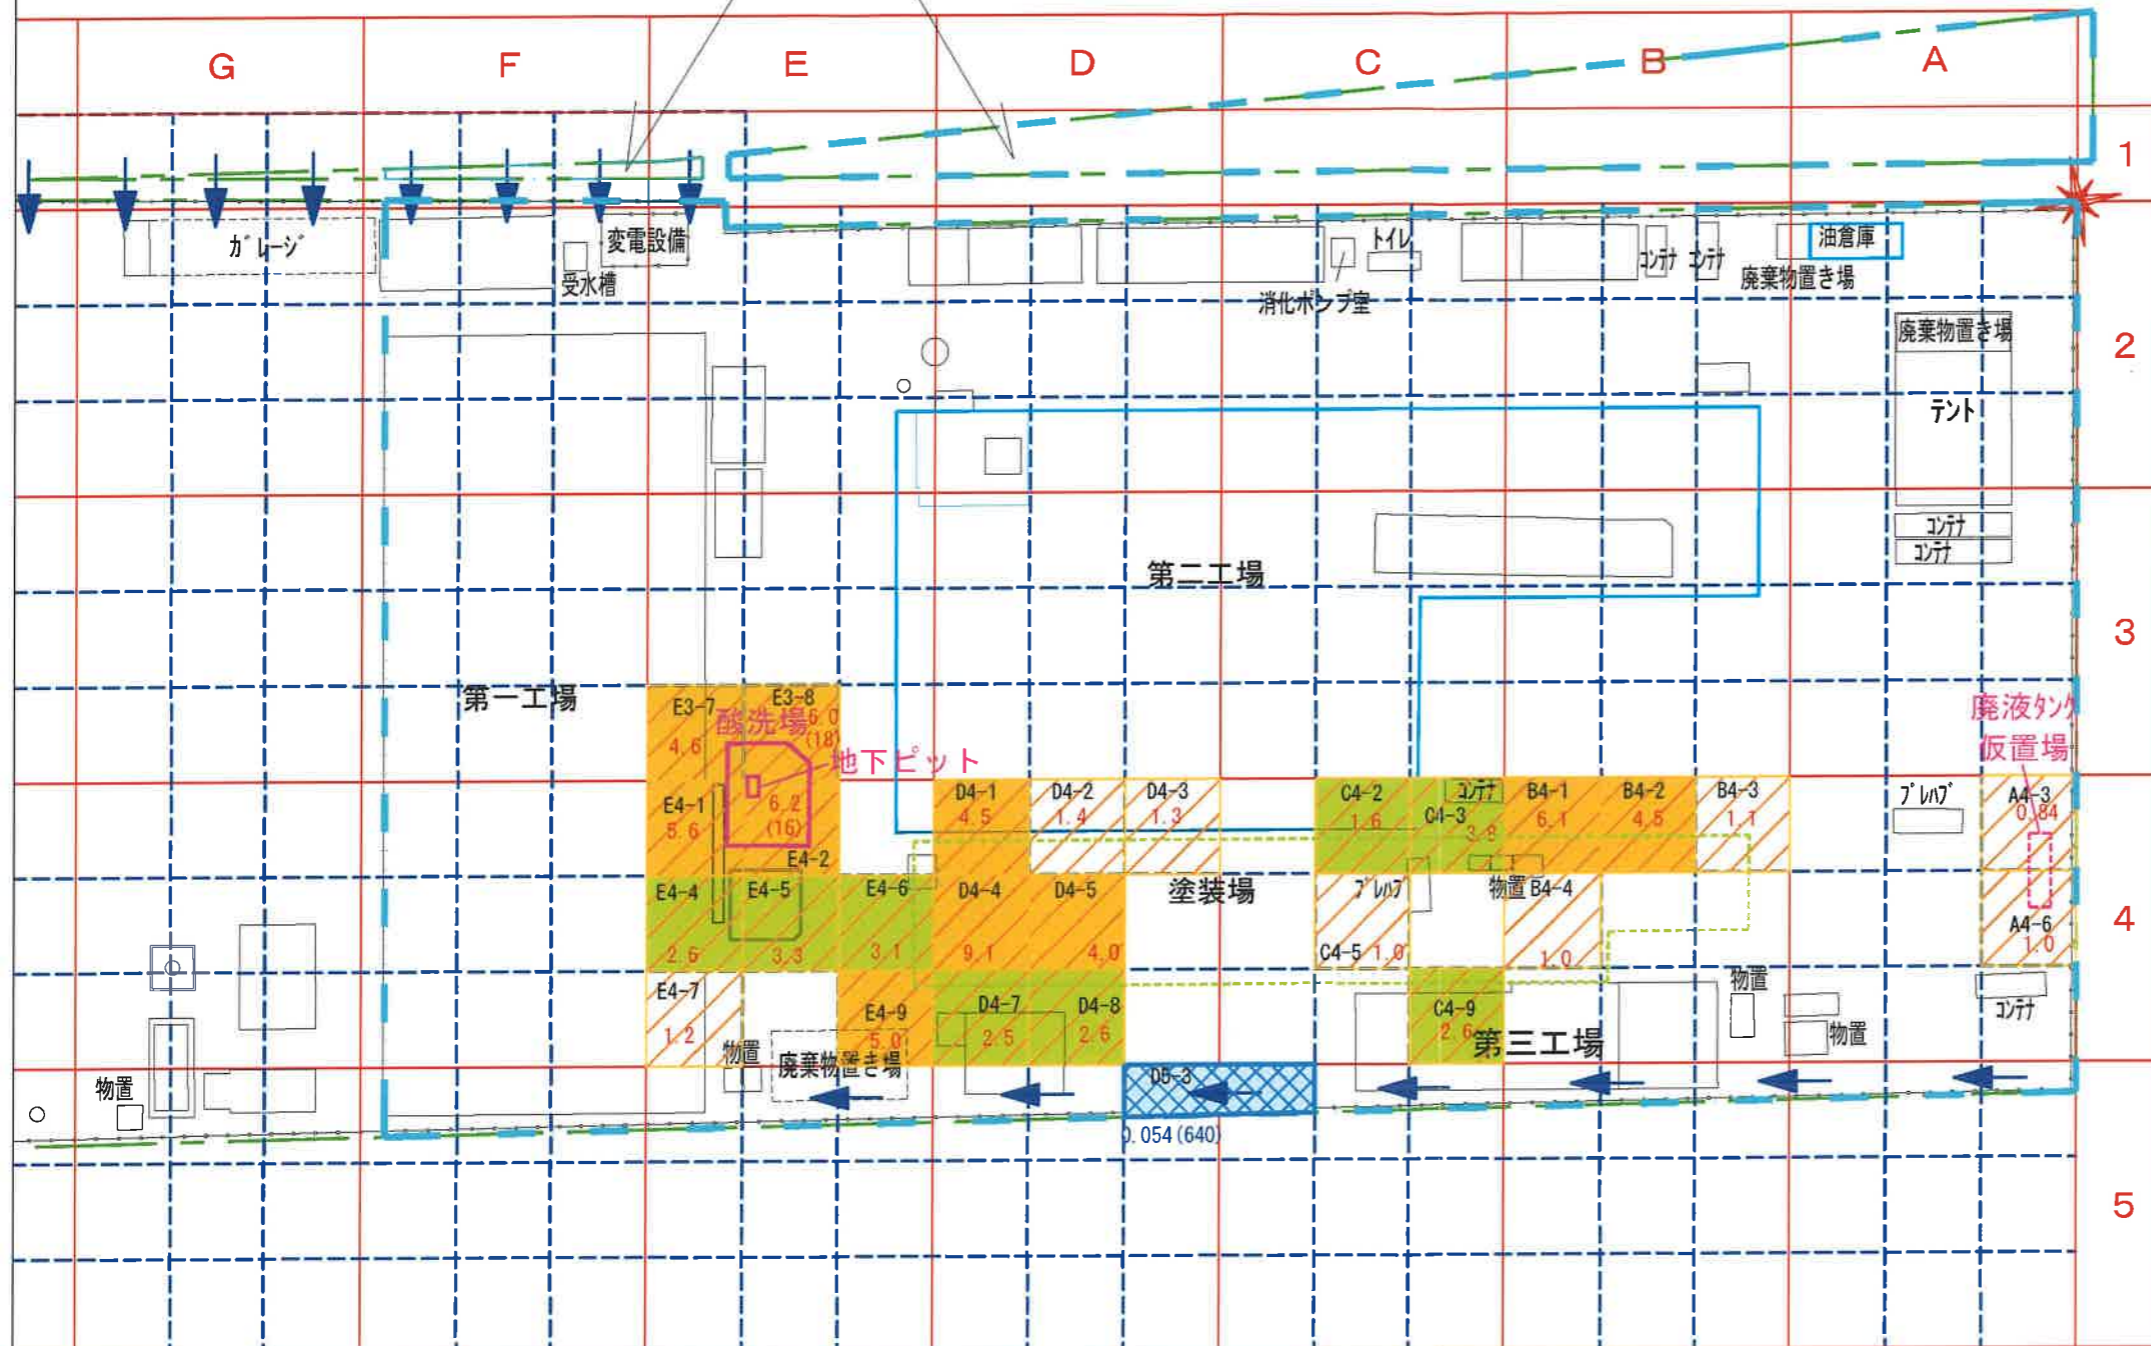 G F E D C B A
1
ガレージ
変電設備
受水槽
トイレ
消化ポンプ室
コンテナ コンテナ
油倉庫
廃棄物置き場
廃棄物置き場
2
テント
コンテナ
コンテナ
第二工場
3
第一工場
E3-7
4.6
E3-8
6.0
(18)
酸洗場
地下ピット
廃液タンク
仮置場
E4-1
5.6
6.2
(16)
E4-2
D4-1
4.5
D4-2
1.4
D4-3
1.3
C4-2
1.6
コンテナ
C4-3
3.8
B4-1
6.1
B4-2
4.5
B4-3
1.1
プレハブ
A4-3
0.84
E4-4
2.6
E4-5
3.3
E4-6
3.1
D4-4
9.1
D4-5
4.0
塗装場
プレハブ
C4-5 1.0
物置 B4-4
1.0
A4-6
1.0
4
E4-7
1.2
E4-9
5.0
D4-7
2.5
D4-8
2.6
C4-9
2.6
第三工場
物置
物置
コンテナ
物置
廃棄物置き場
物置
D5-3
0.054(640)
5